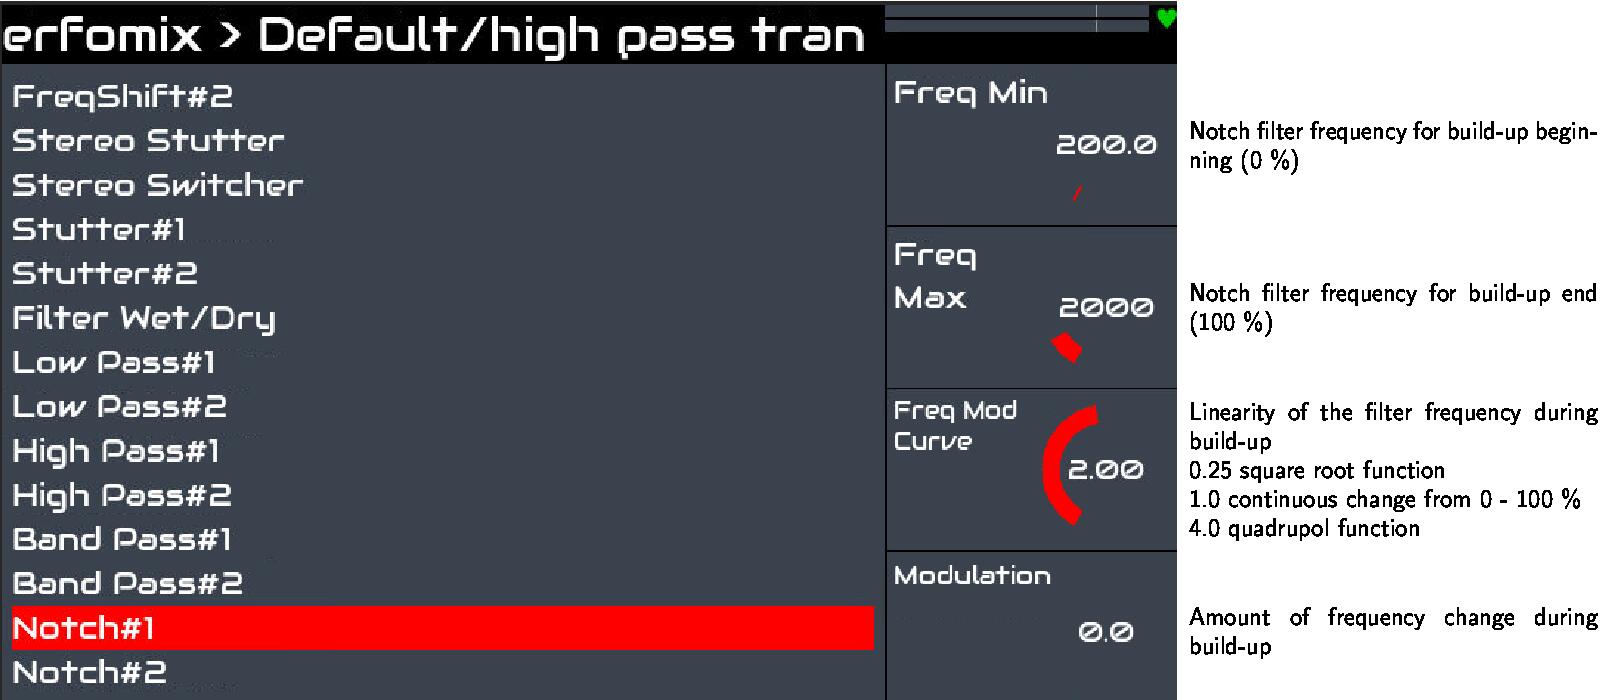 erfomix > Default/high pass tran
FreqShift#2
Stereo Stutter
Stereo Switcher
Stutter#1
Stutter#2
Filter Wet/Dry
Low Pass#1
Low Pass#2
High Pass#1
High Pass#2
Band Pass#1
Band Pass#2
Notch#1
Notch#2
Freq Min
200.0
Freq
Max
2000
Freq Mod
Curve
2.00
Modulation
0.0
Notch filter frequency for build-up begin-
ning (0 %)
Notch filter frequency for build-up end
(100 %)
Linearity of the filter frequency during
build-up
0.25 square root function
1.0 continuous change from 0 - 100 %
4.0 quadrupol function
Amount of frequency change during
build-up